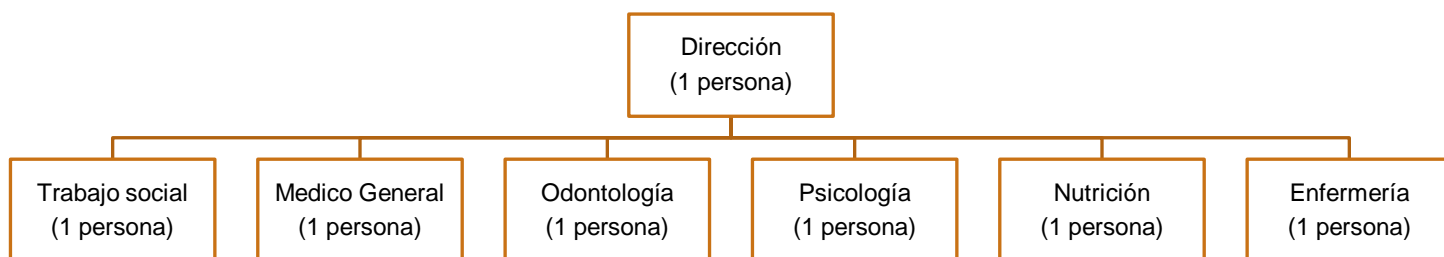 Dirección
(1 persona)
Trabajo social
(1 persona)
Medico General
(1 persona)
Odontología
(1 persona)
Psicología
(1 persona)
Nutrición
(1 persona)
Enfermería
(1 persona)